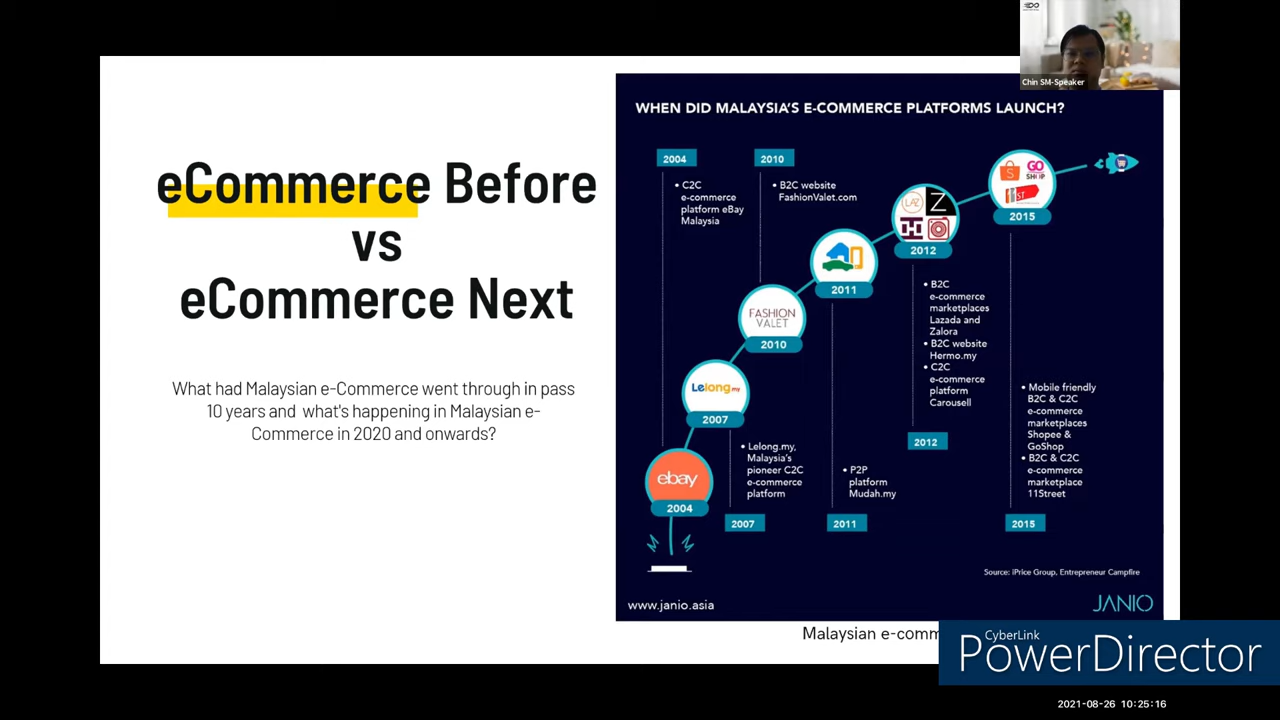 Chin SM-Speaker
eCommerce Before
vs
eCommerce Next
What had Malaysian e-Commerce went through in pass
10 years and what's happening in Malaysian e-
Commerce in 2020 and onwards?
WHEN DID MALAYSIA'S E-COMMERCE PLATFORMS LAUNCH?
2004
• C2C
e-commerce
platform eBay
Malaysia
2010
• B2C website
FashionValet.com
ebay
2004
Lelong.my
2007
FASHION
VALET
2010
2011
LAZ
Z
H
2012
S
GO
SHOP
ST
2015
• Lelong.my,
Malaysia's
pioneer C2C
e-commerce
platform
2007
• P2P
platform
Mudah.my
2011
• B2C
e-commerce
marketplaces
Lazada and
Zalora
• B2C website
Hermo.my
• C2C
e-commerce
platform
Carousell
2012
• Mobile friendly
B2C & C2C
e-commerce
marketplaces
Shopee &
GoShop
• B2C & C2C
e-commerce
marketplace
11Street
2015
Source: iPrice Group, Entrepreneur Campfire
www.janio.asia
JANIO
Malaysian e-comm
CyberLink
PowerDirector
2021-08-26 10:25:16